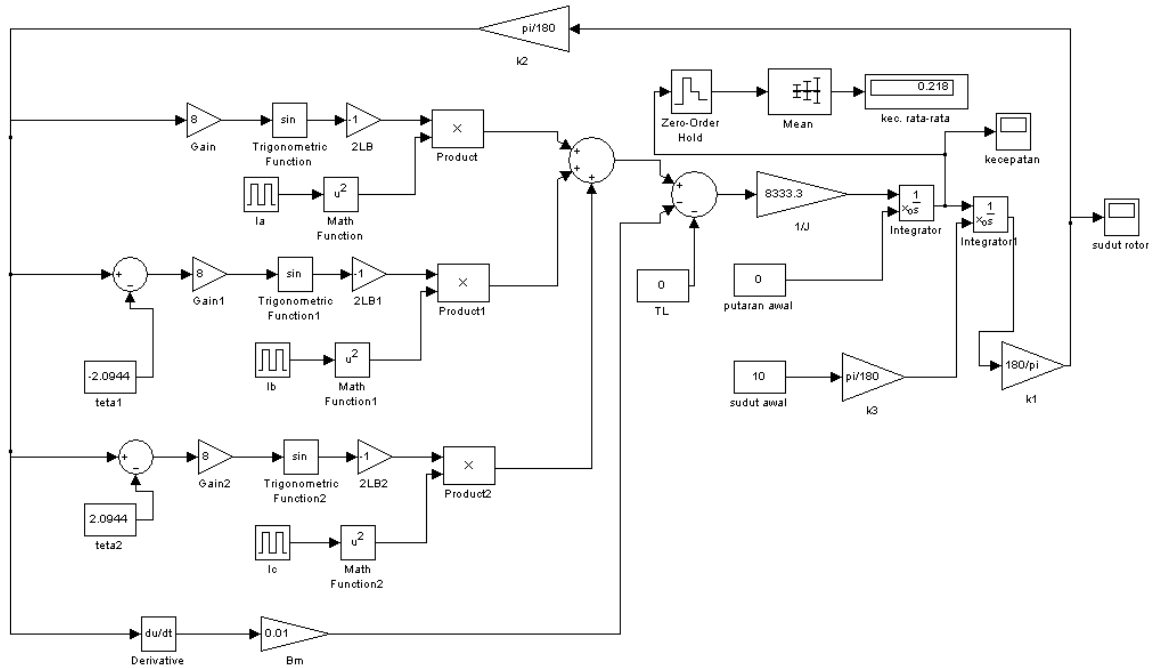 pi/180
k2
0.218
Zero-Order
Hold
Mean
kec. rata-rata
kecepatan
8
Gain
sin
Trigonometric
Function
-1
2LB
×
Product
Ia
u²
Math
Function
+
+
+
+
−
−
8333.3
1/J
1
s
xo
Integrator
1
s
xo
Integrator1
sudut rotor
+
−
8
Gain1
sin
Trigonometric
Function1
-1
2LB1
×
Product1
0
TL
0
putaran awal
-2.0944
teta1
Ib
u²
Math
Function1
10
sudut awal
pi/180
k3
180/pi
k1
+
−
8
Gain2
sin
Trigonometric
Function2
-1
2LB2
×
Product2
2.0944
teta2
Ic
u²
Math
Function2
du/dt
Derivative
0.01
Bm